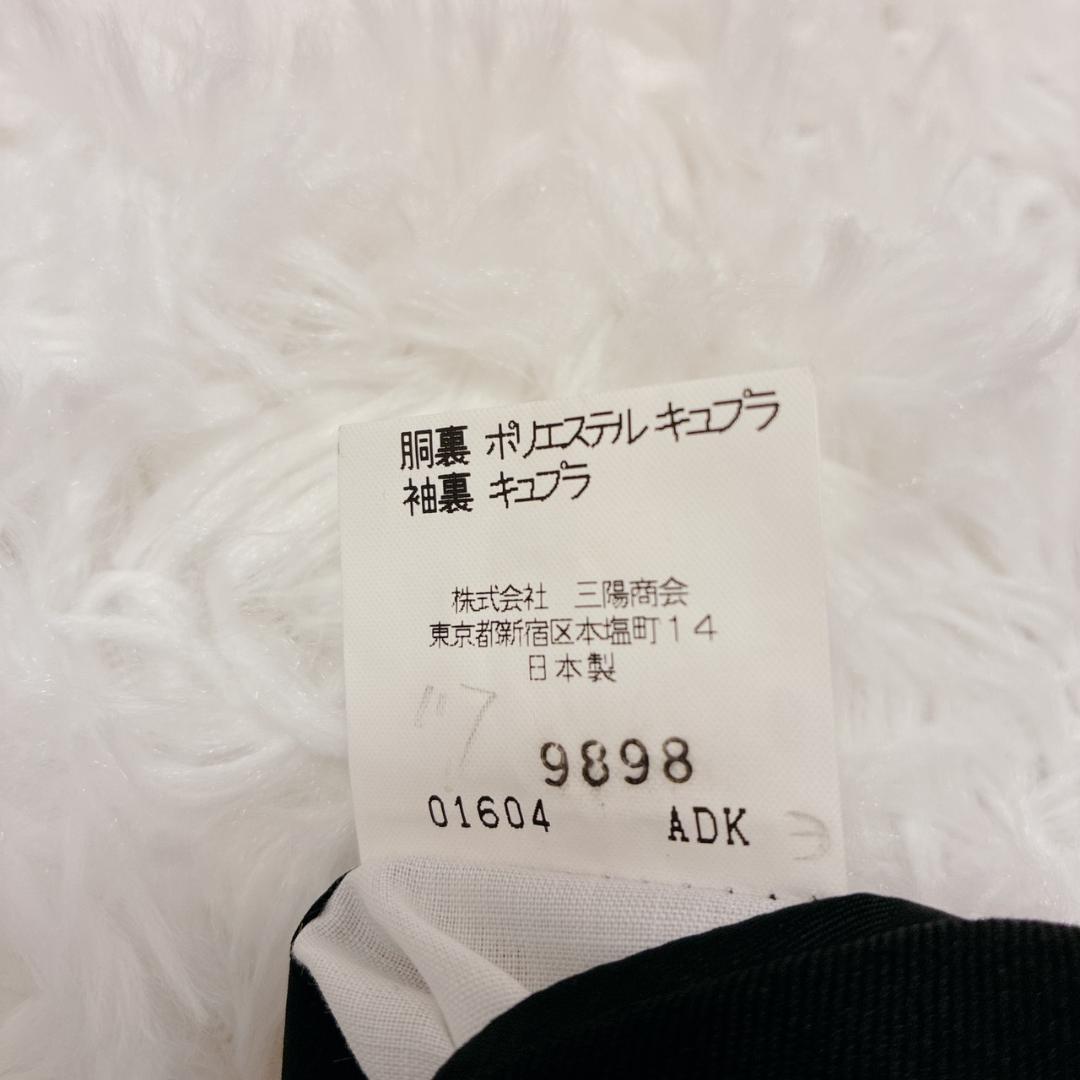 胴裏 ポリエステル キュプラ
袖裏 キュプラ
株式会社 三陽商会
東京都新宿区本塩町14
日本製
9898
01604 ADK